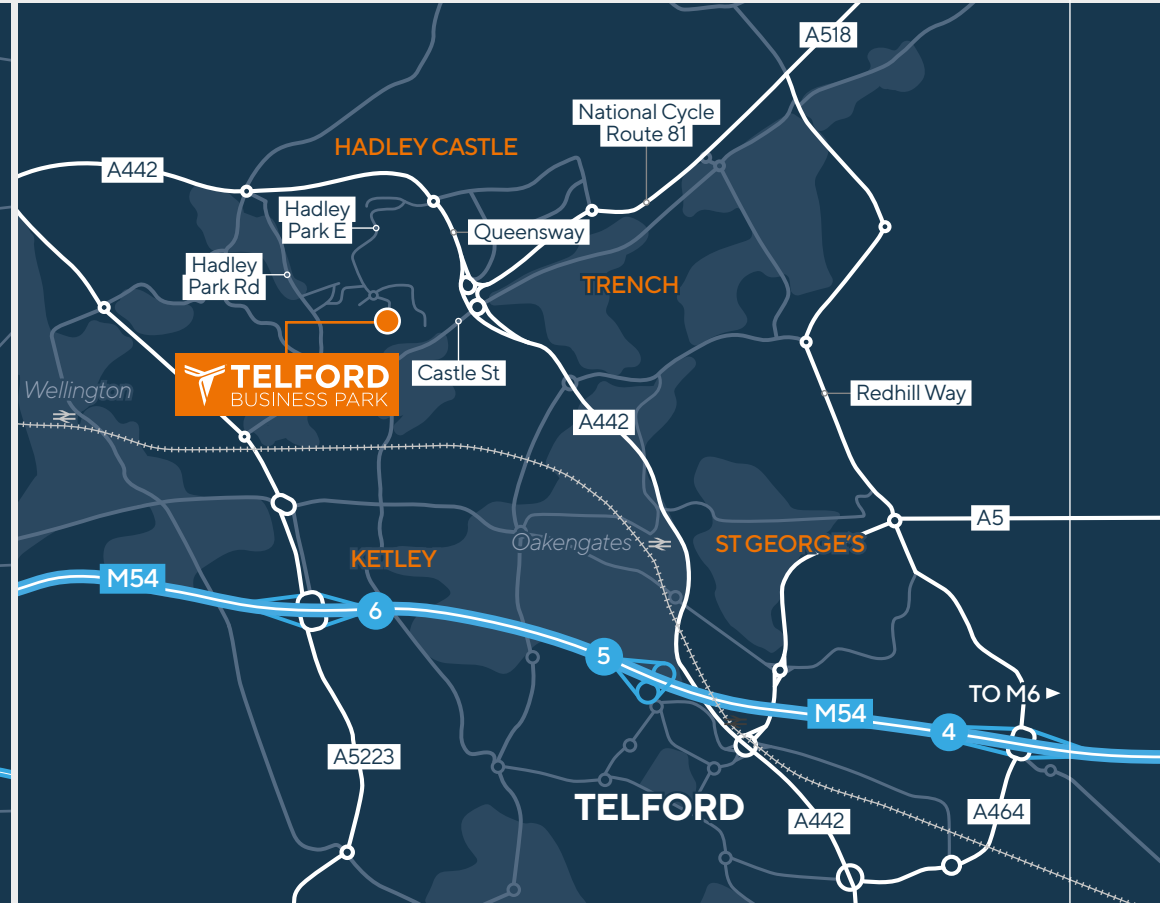 A518
National Cycle
Route 81
HADLEY CASTLE
A442
Hadley
Park E
Queensway
Hadley
Park Rd
TRENCH
TELFORD
BUSINESS PARK
Castle St
Wellington
Redhill Way
A442
A5
Oakengates
ST GEORGE'S
KETLEY
M54
6
5
TO M6
M54
4
A5223
TELFORD
A442
A464